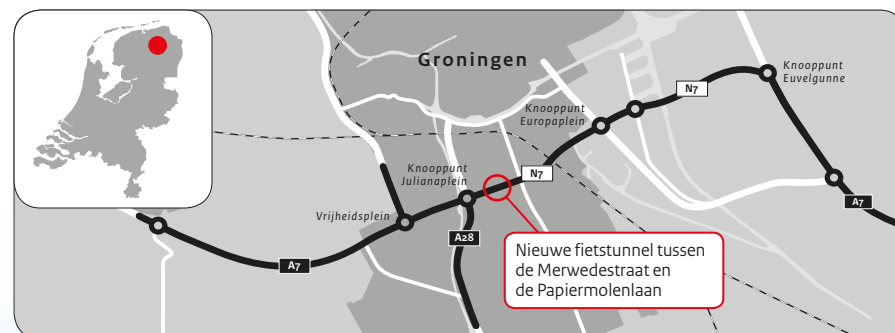 Groningen
Knooppunt
Euvelgunne
N7
Knooppunt
Europaplein
Knooppunt
Julianaplein
N7
Vrijheidsplein
A7
A28
A7
Nieuwe fietstunnel tussen
de Merwedestraat en
de Papiermolenlaan